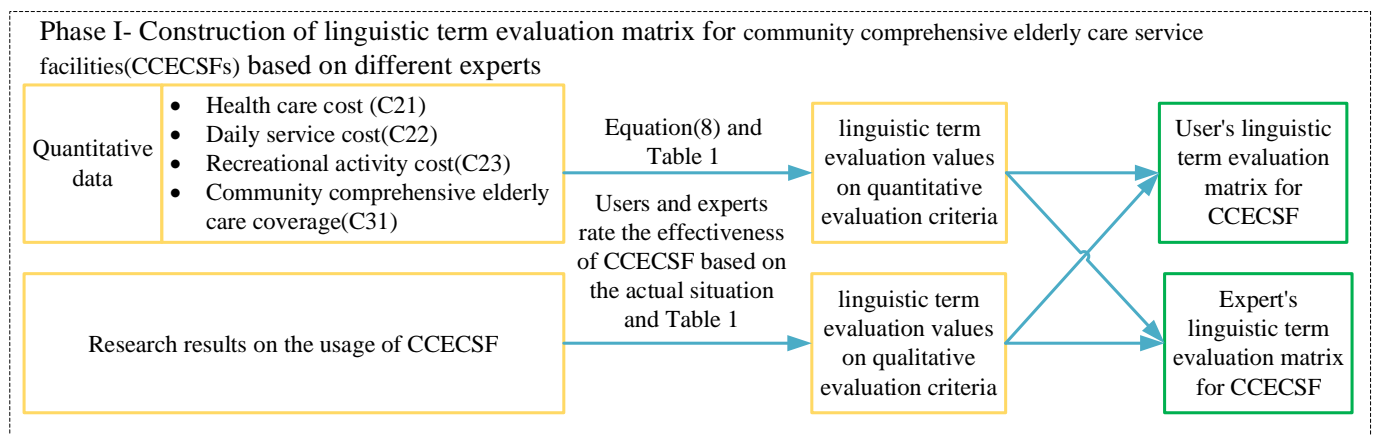 Phase I- Construction of linguistic term evaluation matrix for community comprehensive elderly care service
facilities(CCECSFs) based on different experts
Quantitative
data
• Health care cost (C21)
• Daily service cost(C22)
• Recreational activity cost(C23)
• Community comprehensive elderly
care coverage(C31)
Equation(8) and
Table 1
linguistic term
evaluation values
on quantitative
evaluation criteria
User's linguistic
term evaluation
matrix for
CCECSF
Users and experts
rate the effectiveness
of CCECSF based on
the actual situation
and Table 1
Research results on the usage of CCECSF
linguistic term
evaluation values
on qualitative
evaluation criteria
Expert's
linguistic term
evaluation matrix
for CCECSF